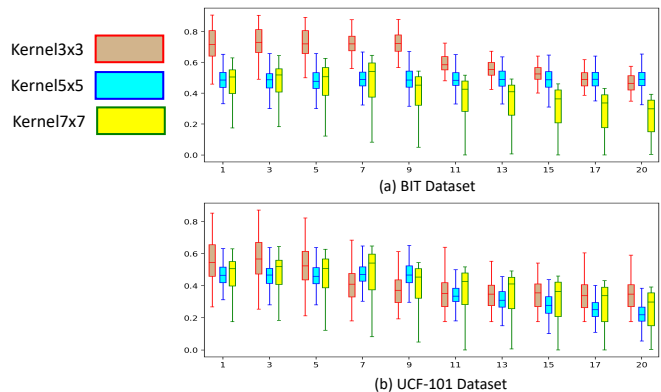 Kernel3x3
Kernel5x5
Kernel7x7
0.8
0.6
0.4
0.2
0.0
1 3 5 7 9 11 13 15 17 20
(a) BIT Dataset
0.8
0.6
0.4
0.2
0.0
1 3 5 7 9 11 13 15 17 20
(b) UCF-101 Dataset